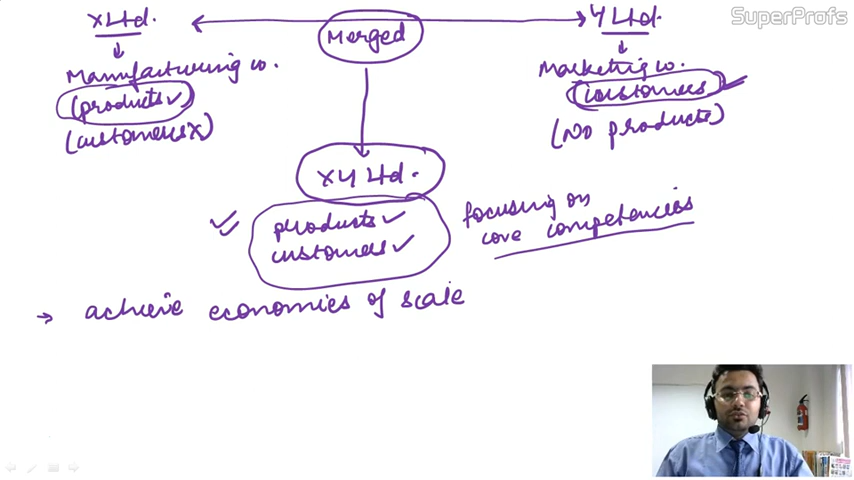 SuperProfs
X Ltd.
Merged
Y Ltd.
Manufacturing co.
(products ✓)
(customers x)
Marketing co.
(customers) ✓
(No products)
XY Ltd.
products ✓
customers ✓
focusing on
core competencies
→ achieve economies of scale